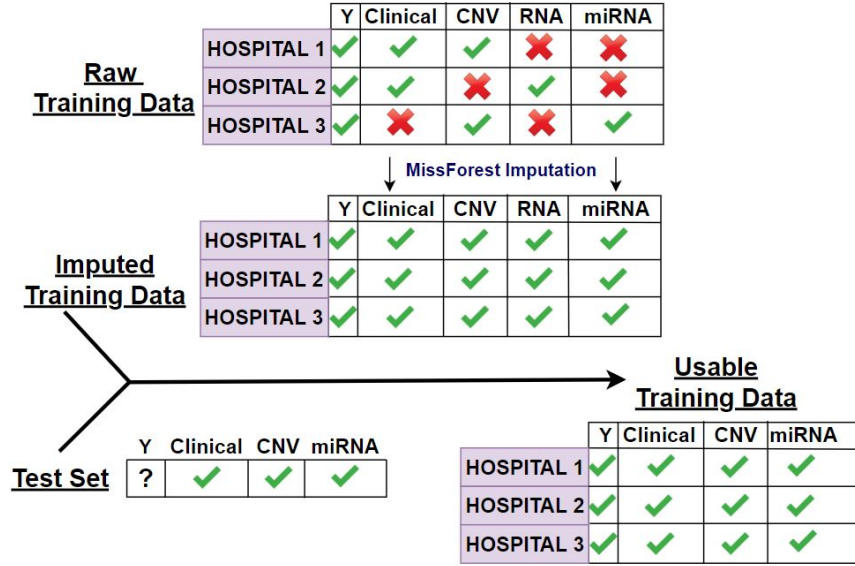 Y Clinical CNV RNA miRNA
HOSPITAL 1
Raw
Training Data
HOSPITAL 2
HOSPITAL 3
MissForest Imputation
Y Clinical CNV RNA miRNA
HOSPITAL 1
Imputed
Training Data
HOSPITAL 2
HOSPITAL 3
Usable
Training Data
Y Clinical CNV miRNA
Test Set
?
Y Clinical CNV miRNA
HOSPITAL 1
HOSPITAL 2
HOSPITAL 3